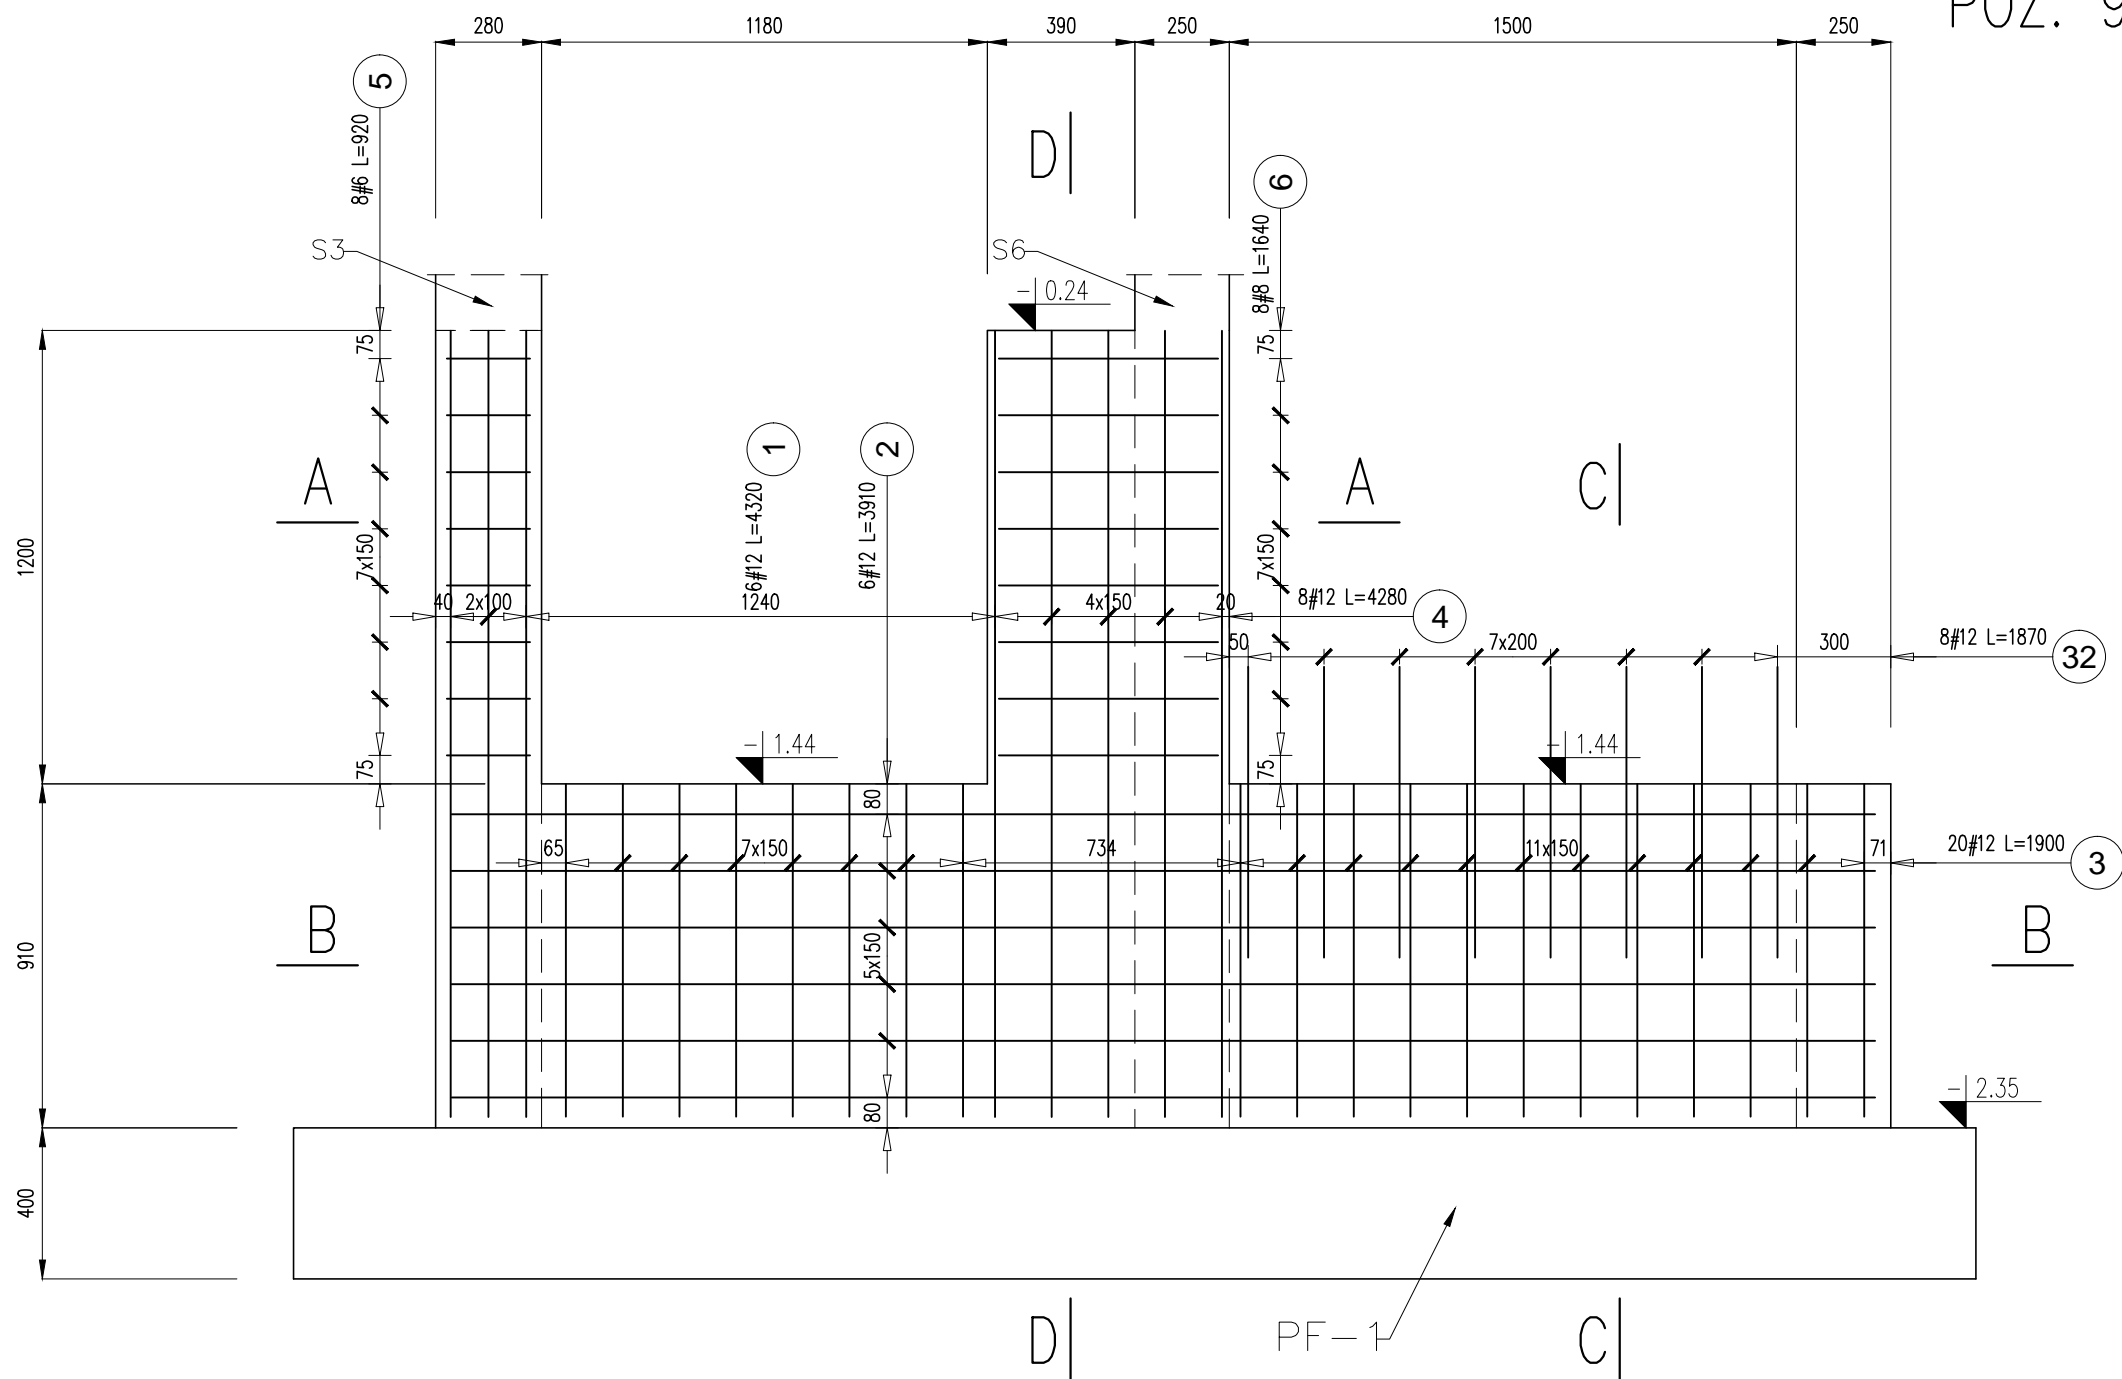 POZ. 9
280 1180 390 250 1500 250
5
8#6 L=920
D
6
8#8 L=1640
S3
S6
- 0.24
75
75
1
2
A
A
C
6#12 L=4320
6#12 L=3910
1200
7x150
7x150
40 2x100 1240 4x150 20 8#12 L=4280 4
50 7x200 300 8#12 L=1870 32
- 1.44
- 1.44
75
80
75
65 7x150 734 11x150 71 20#12 L=1900 3
B
B
910
5x150
80
- 2.35
400
D
PF-1
C